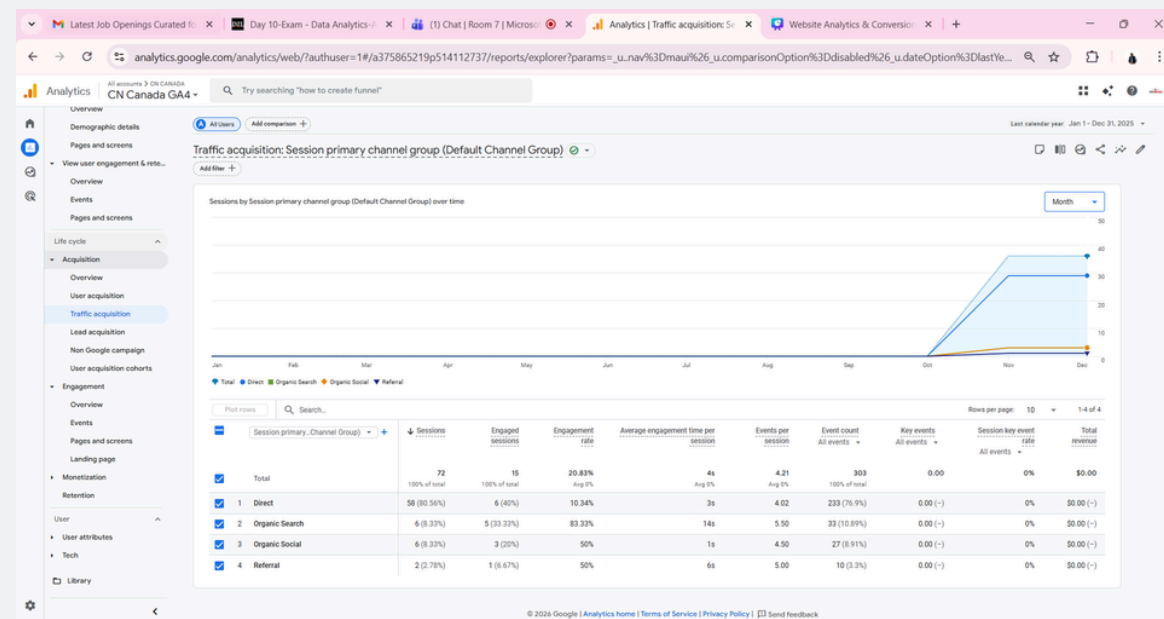 Latest Job Openings Curated fo
Day 10-Exam - Data Analytics-A
(1) Chat | Room 7 | Microsof
Analytics | Traffic acquisition: Se
Website Analytics & Conversion
analytics.google.com/analytics/web/?authuser=1#/a375865219p514112737/reports/explorer?params=_u..nav%3Dmaui%26_u.comparisonOption%3Ddisabled%26_u.dateOption%3DlastYe...
Analytics
All accounts > CN CANADA
CN Canada GA4
Try searching "how to create funnel"
Overview
Demographic details
Pages and screens
View user engagement & rete...
Overview
Events
Pages and screens
Life cycle
Acquisition
Overview
User acquisition
Traffic acquisition
Lead acquisition
Non Google campaign
User acquisition cohorts
Engagement
Overview
Events
Pages and screens
Landing page
Monetization
Retention
User
User attributes
Tech
Library
A All Users
Add comparison +
Last calendar year Jan 1 - Dec 31, 2025
Traffic acquisition: Session primary channel group (Default Channel Group)
Add filter +
Sessions by Session primary channel group (Default Channel Group) over time
Month
50
40
30
20
10
0
Jan Feb Mar Apr May Jun Jul Aug Sep Oct Nov Dec
Total Direct Organic Search Organic Social Referral
Plot rows Search... Rows per page: 10 1-4 of 4
Session primary...Channel Group) + Sessions Engaged sessions Engagement rate Average engagement time per session Events per session Event count All events Key events All events Session key event rate All events Total revenue
Total 72 15 20.83% 4s 4.21 303 0.00 0% $0.00
100% of total 100% of total Avg 0% Avg 0% Avg 0% 100% of total
1 Direct 58 (80.56%) 6 (40%) 10.34% 3s 4.02 233 (76.9%) 0.00 (–) 0% $0.00 (–)
2 Organic Search 6 (8.33%) 5 (33.33%) 83.33% 14s 5.50 33 (10.89%) 0.00 (–) 0% $0.00 (–)
3 Organic Social 6 (8.33%) 3 (20%) 50% 1s 4.50 27 (8.91%) 0.00 (–) 0% $0.00 (–)
4 Referral 2 (2.78%) 1 (6.67%) 50% 6s 5.00 10 (3.3%) 0.00 (–) 0% $0.00 (–)
© 2026 Google | Analytics home | Terms of Service | Privacy Policy | Send feedback